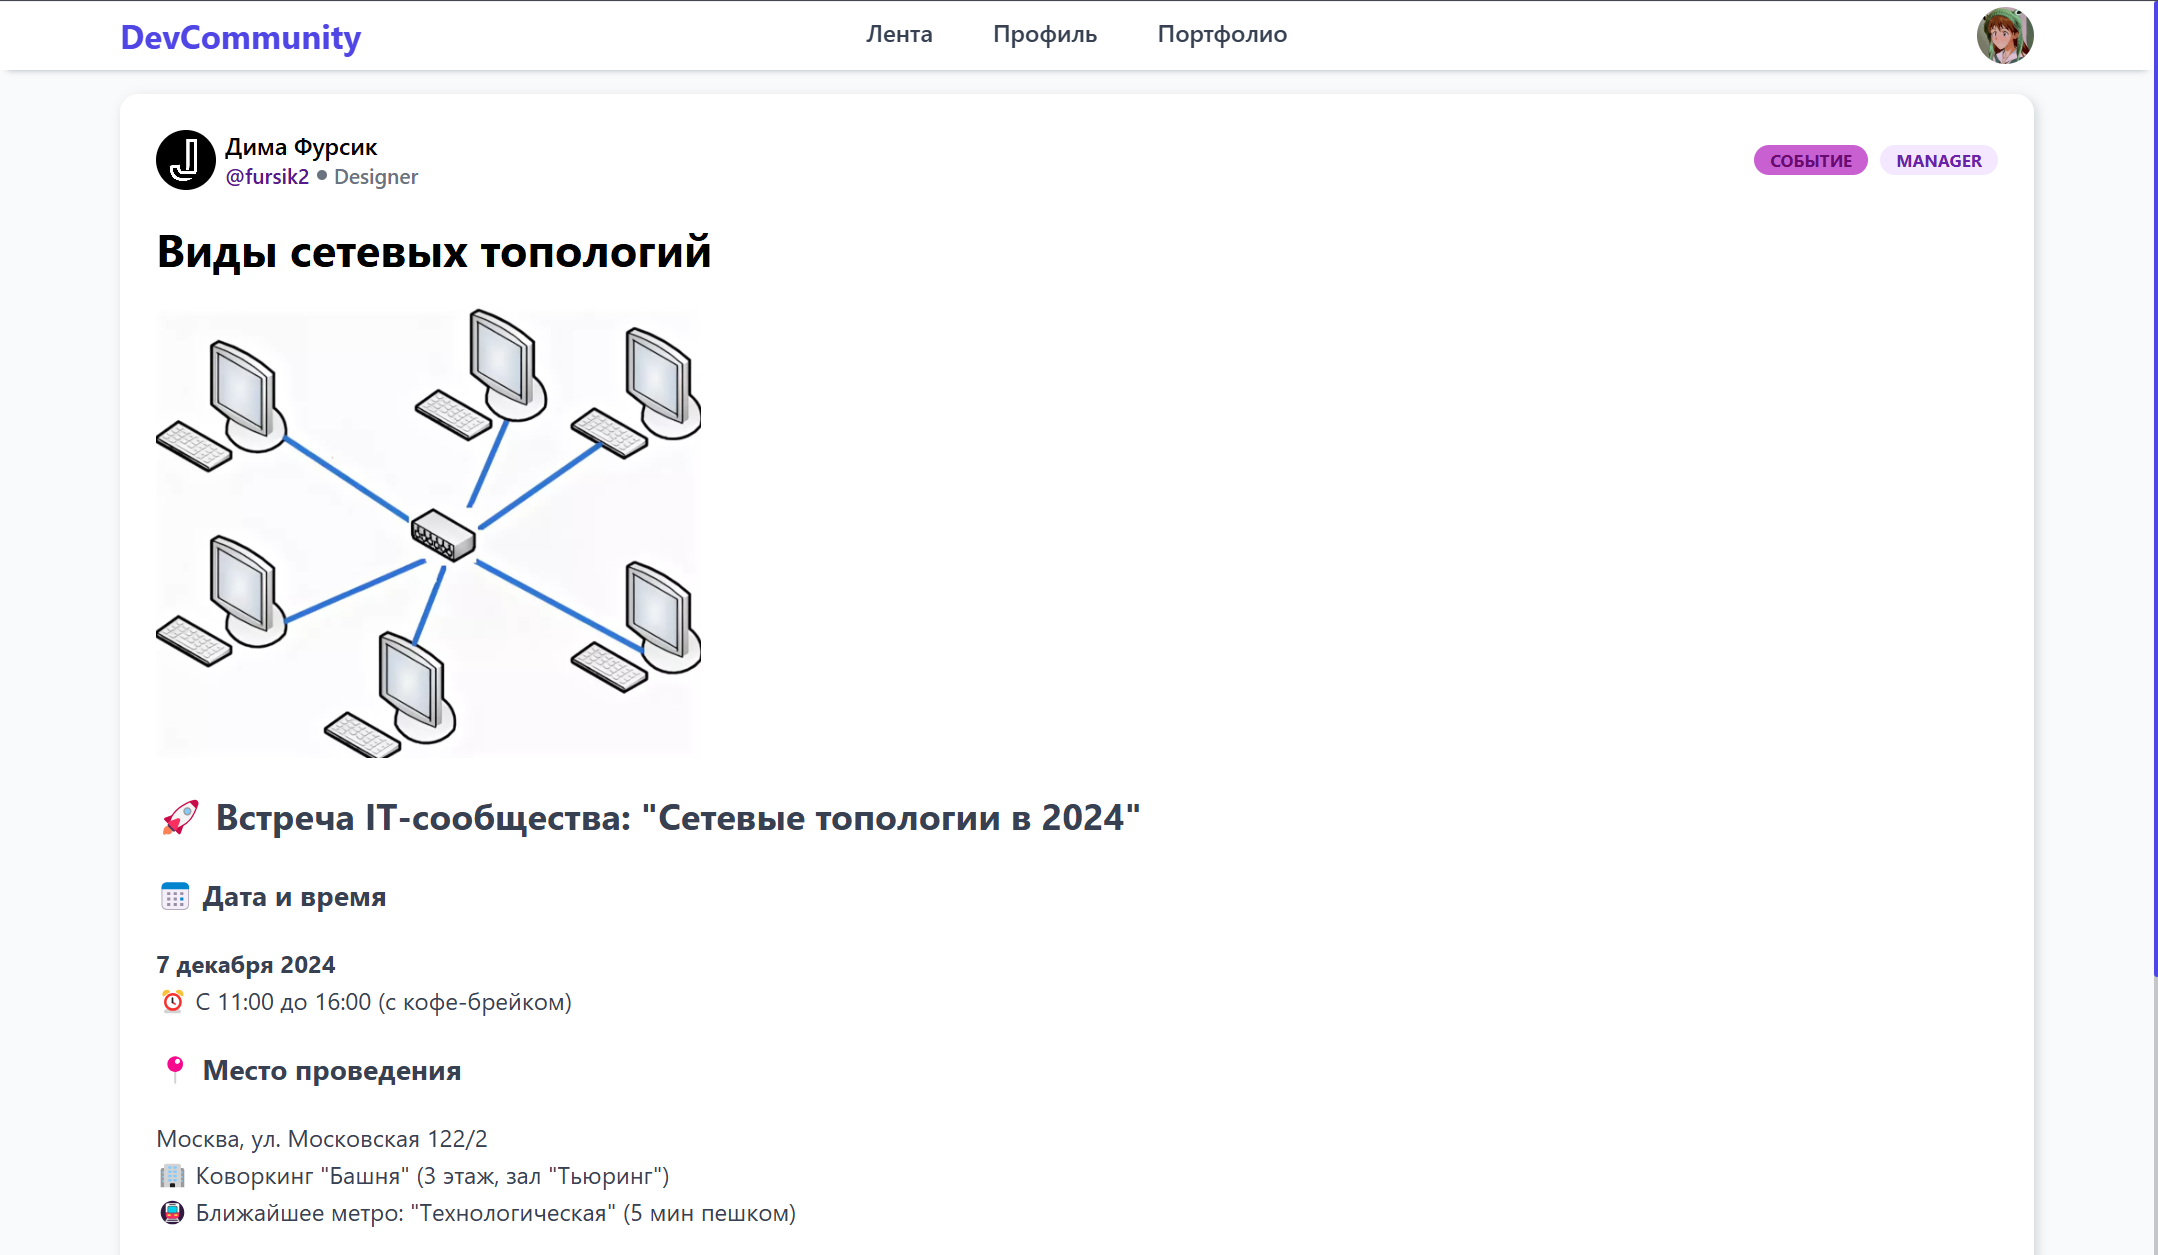 DevCommunity
Лента Профиль Портфолио
Дима Фурсик
@fursik2 • Designer
СОБЫТИЕ MANAGER
Виды сетевых топологий
🚀 Встреча IT-сообщества: "Сетевые топологии в 2024"
📅 Дата и время
7 декабря 2024
⏰ С 11:00 до 16:00 (с кофе-брейком)
📍 Место проведения
Москва, ул. Московская 122/2
🏢 Коворкинг "Башня" (3 этаж, зал "Тьюринг")
🚇 Ближайшее метро: "Технологическая" (5 мин пешком)